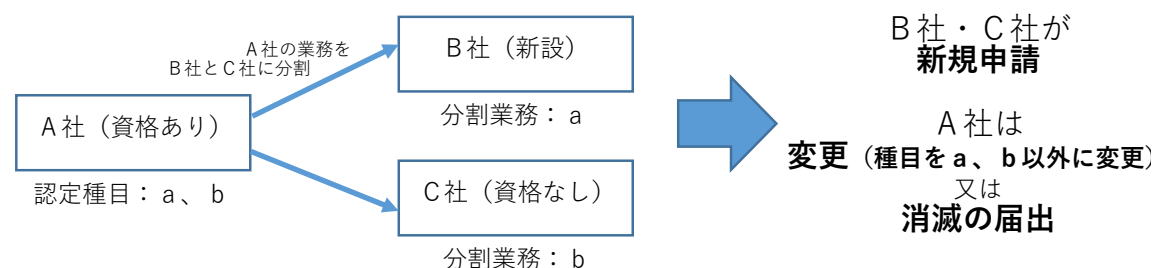 A社の業務を
B社とC社に分割
A社（資格あり）
認定種目：a、b
B社（新設）
分割業務：a
C社（資格なし）
分割業務：b
B社・C社が
新規申請
A社は
変更（種目をa、b以外に変更）
又は
消滅の届出